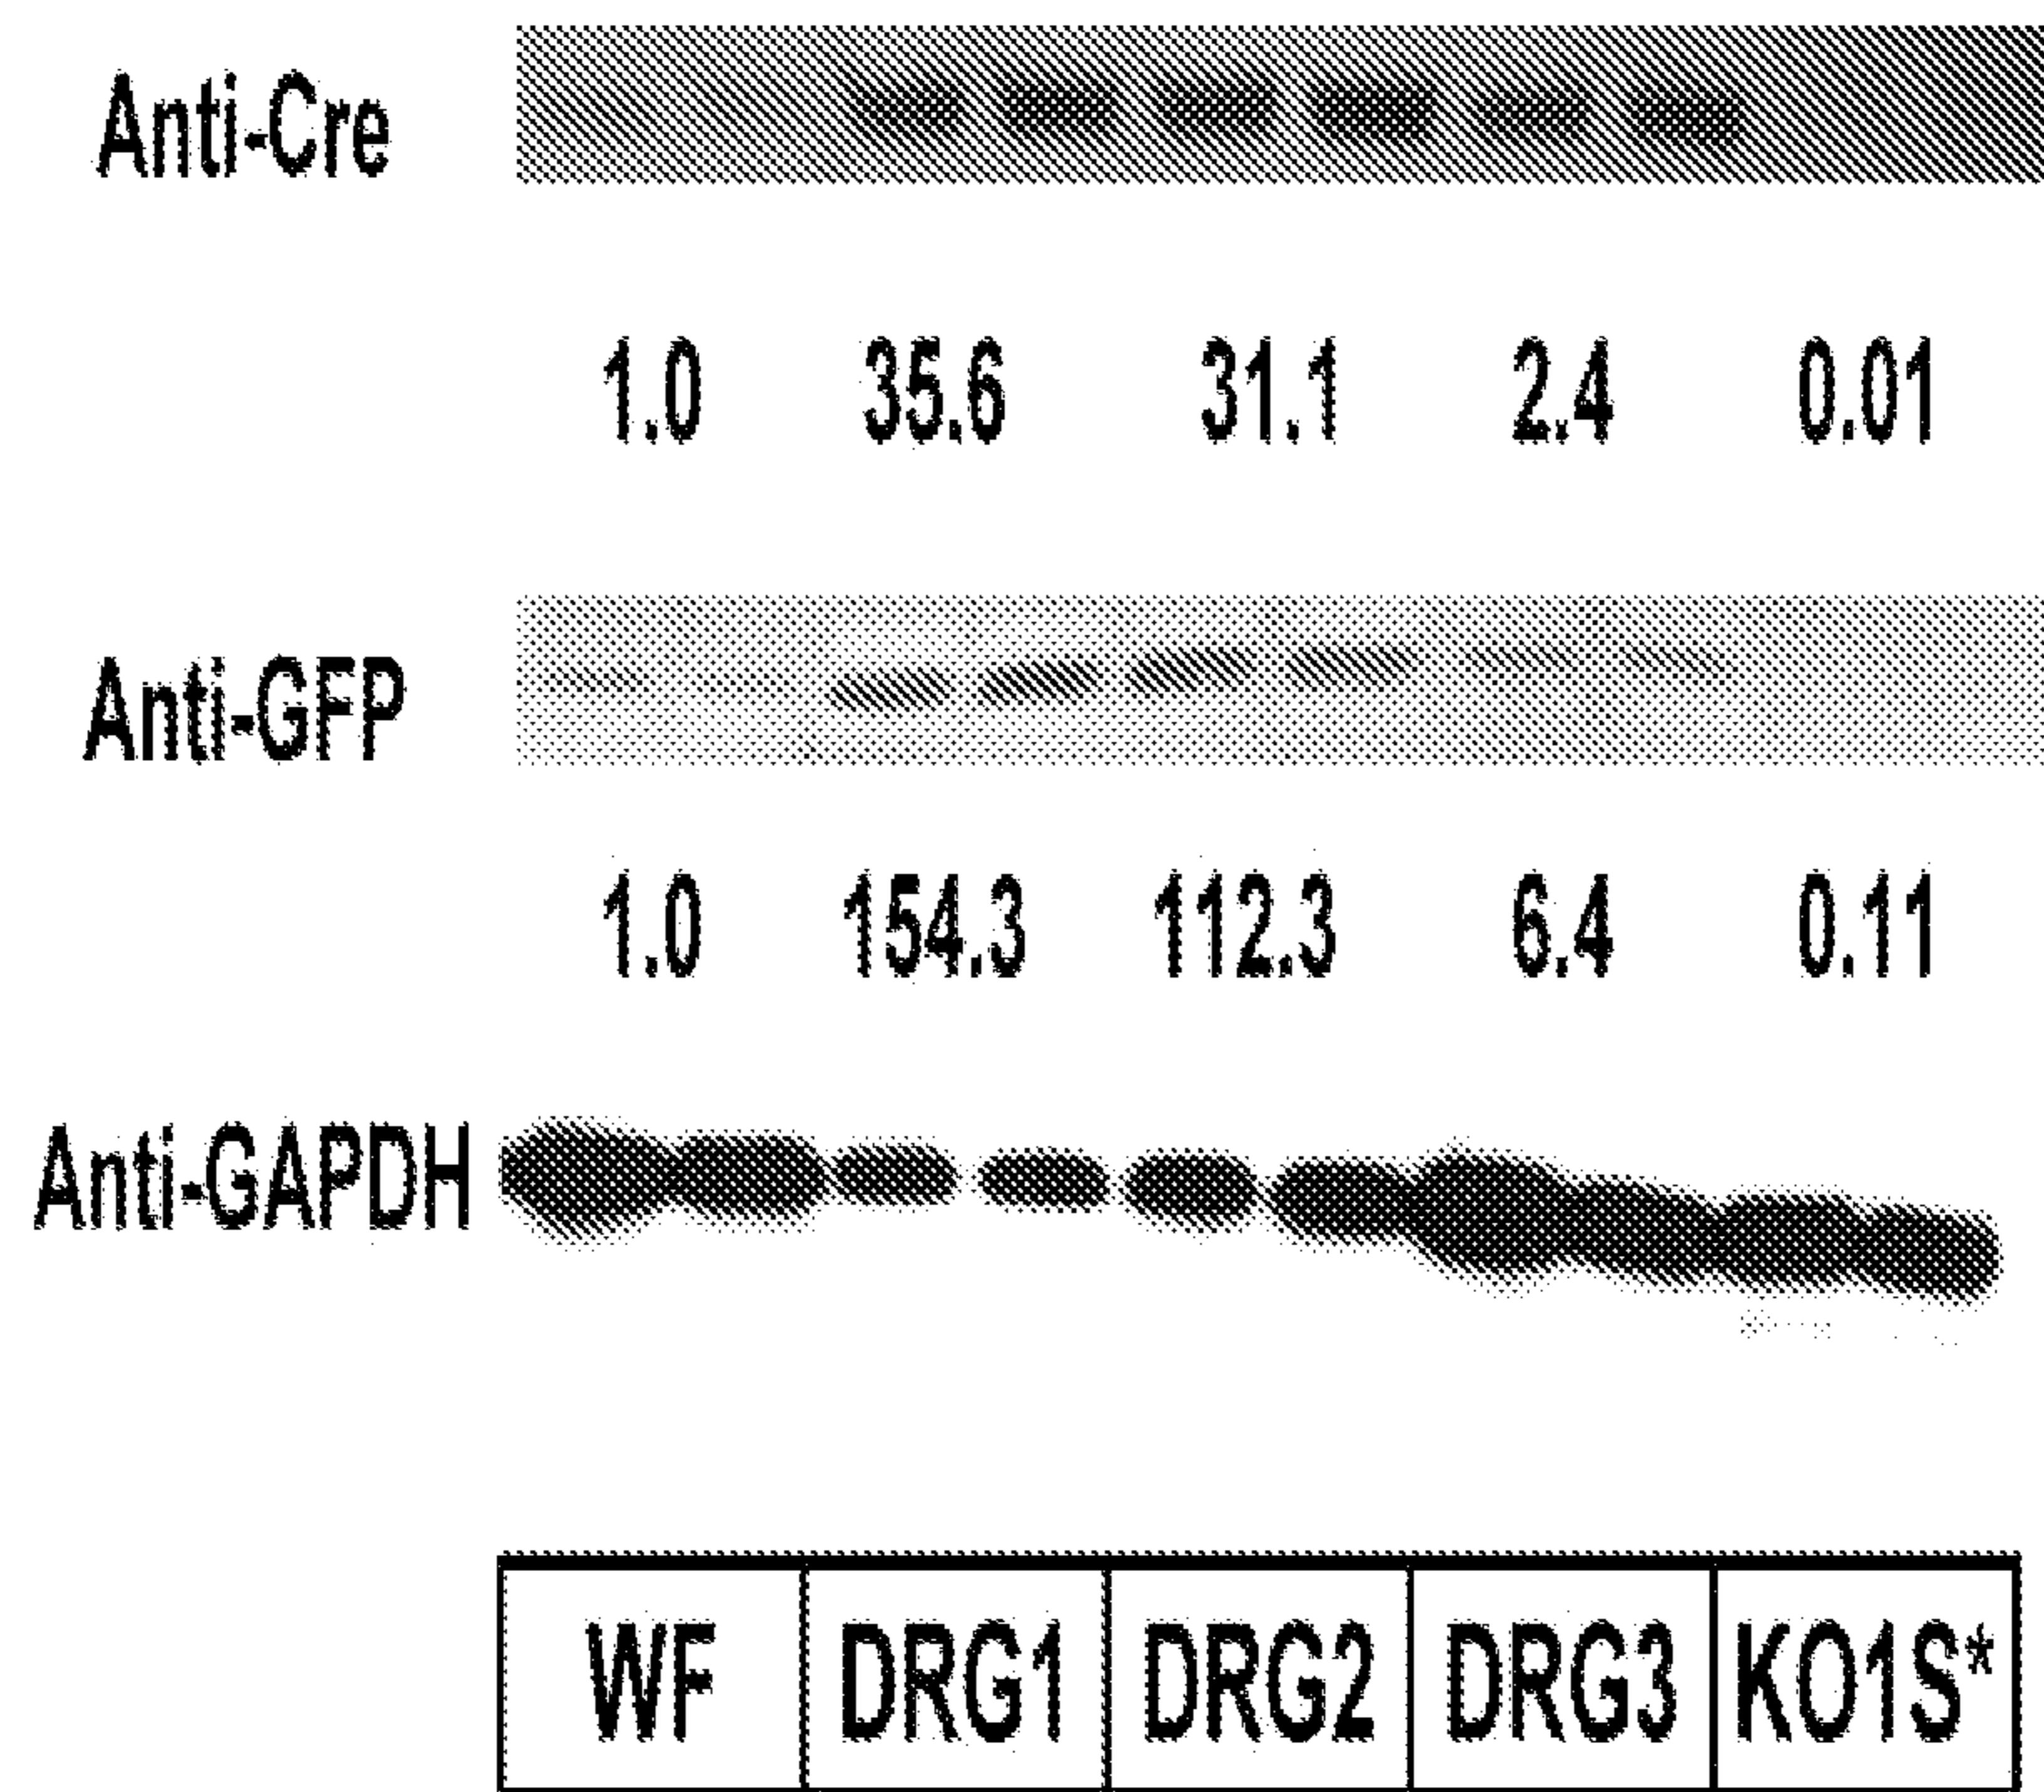 Anti-Cre
1.0 35.6 31.1 2.4 0.01
Anti-GFP
1.0 154.3 112.3 6.4 0.11
Anti-GAPDH
WF DRG1 DRG2 DRG3 KO1S*